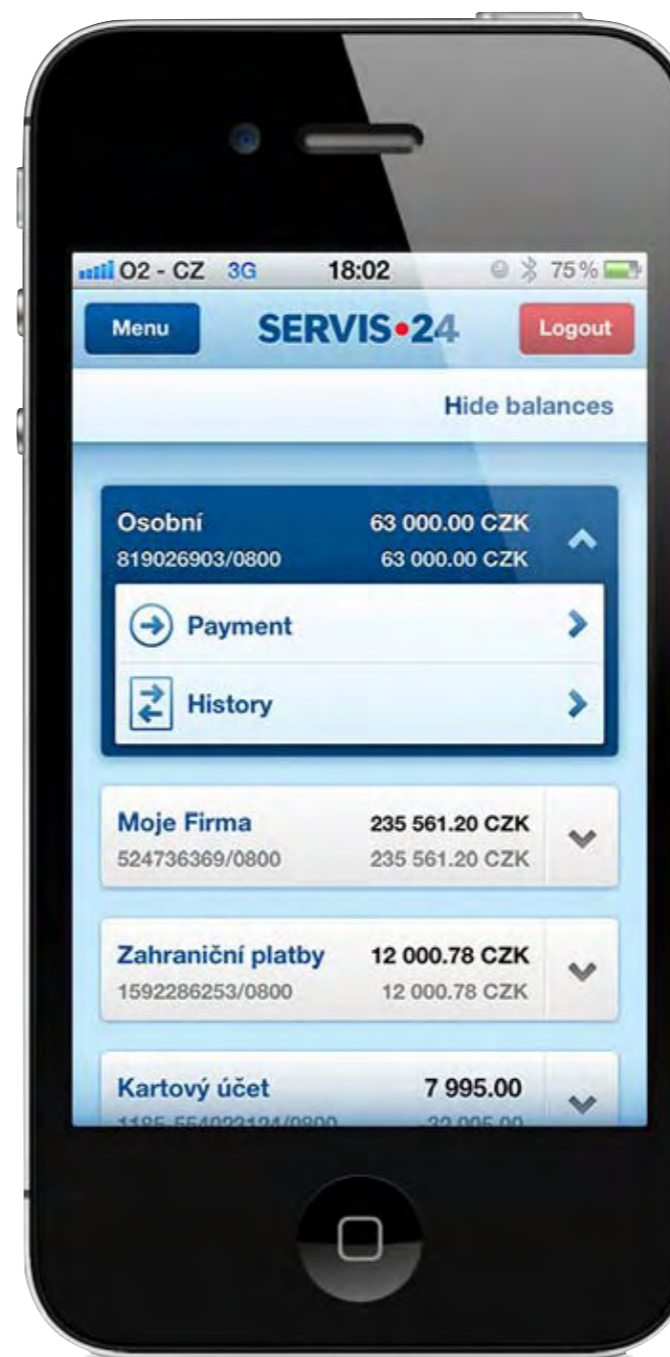 O2 - CZ 3G 18:02 75%
Menu SERVIS•24 Logout
Hide balances
Osobní 63 000.00 CZK
819026903/0800 63 000.00 CZK
Payment
History
Moje Firma 235 561.20 CZK
524736369/0800 235 561.20 CZK
Zahraniční platby 12 000.78 CZK
1592286253/0800 12 000.78 CZK
Kartový účet 7 995.00